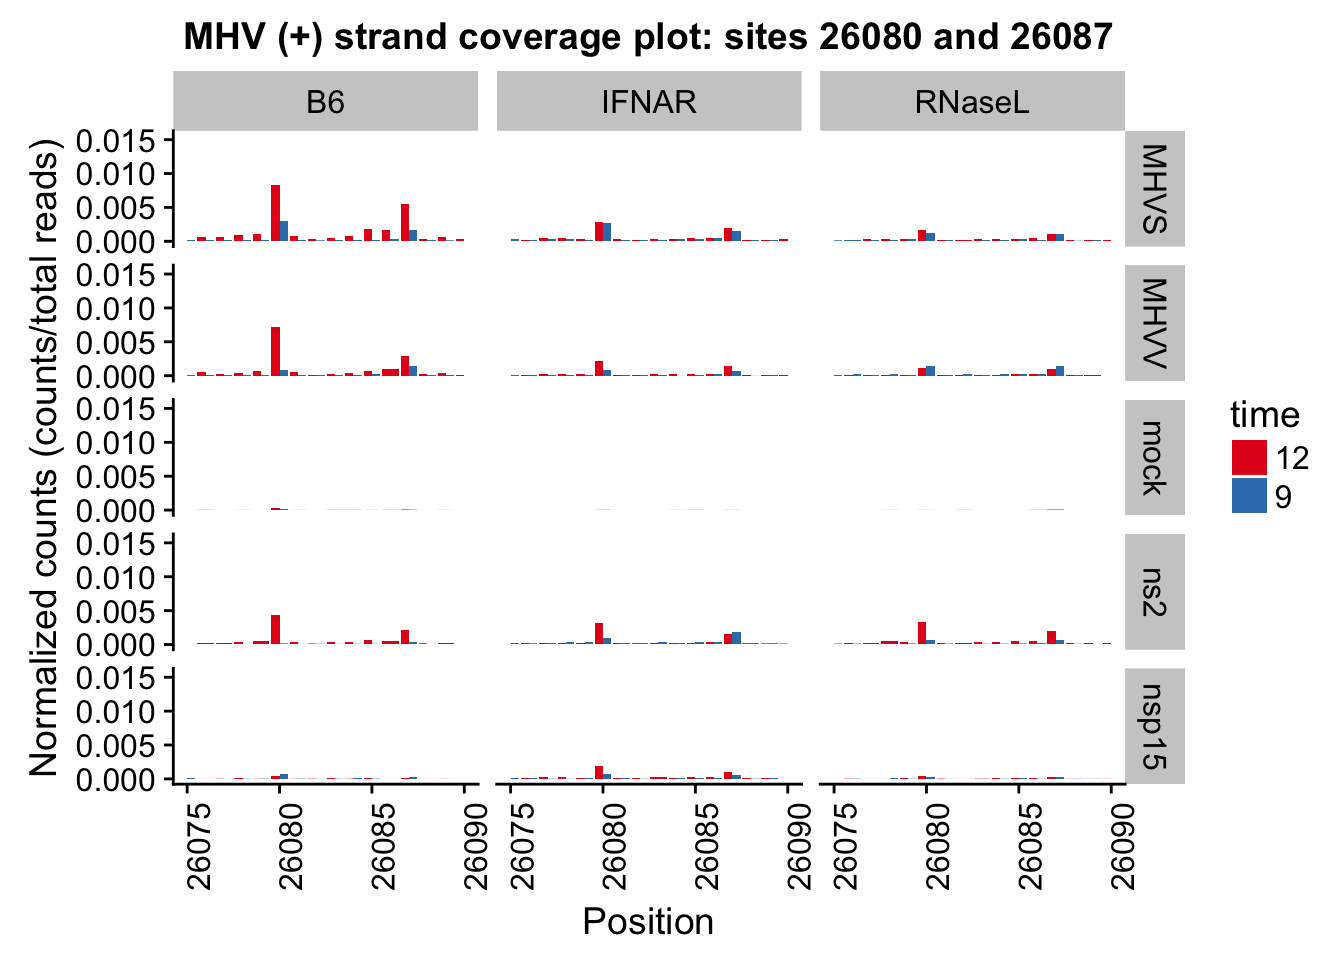 MHV (+) strand coverage plot: sites 26080 and 26087
B6
IFNAR
RNaseL
Normalized counts (counts/total reads)
0.015
0.010
0.005
0.000
MHVS
0.015
0.010
0.005
0.000
MHVV
0.015
0.010
0.005
0.000
mock
0.015
0.010
0.005
0.000
ns2
0.015
0.010
0.005
0.000
nsp15
26075
26080
26085
26090
26075
26080
26085
26090
26075
26080
26085
26090
Position
time
12
9